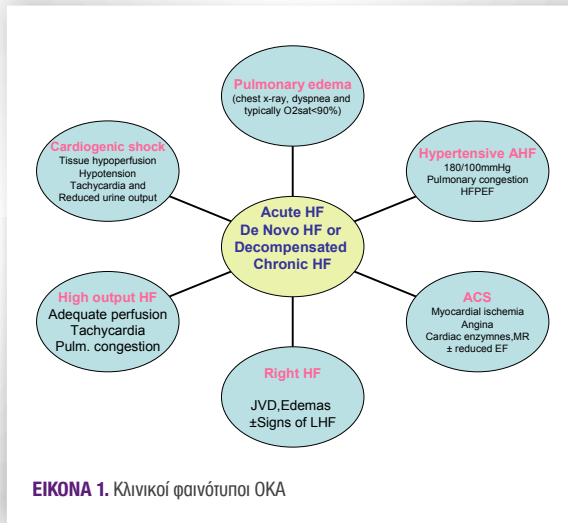 Pulmonary edema
(chest x-ray, dyspnea and
typically O2sat<90%)
Cardiogenic shock
Tissue hypoperfusion
Hypotension
Tachycardia and
Reduced urine output
Hypertensive AHF
180/100mmHg
Pulmonary congestion
HFPEF
Acute HF
De Novo HF or
Decompensated
Chronic HF
High output HF
Adequate perfusion
Tachycardia
Pulm. congestion
ACS
Myocardial ischemia
Angina
Cardiac enzymnes,MR
± reduced EF
Right HF
JVD,Edemas
±Signs of LHF
ΕΙΚΟΝΑ 1. Κλινικοί φαινότυποι ΟΚΑ